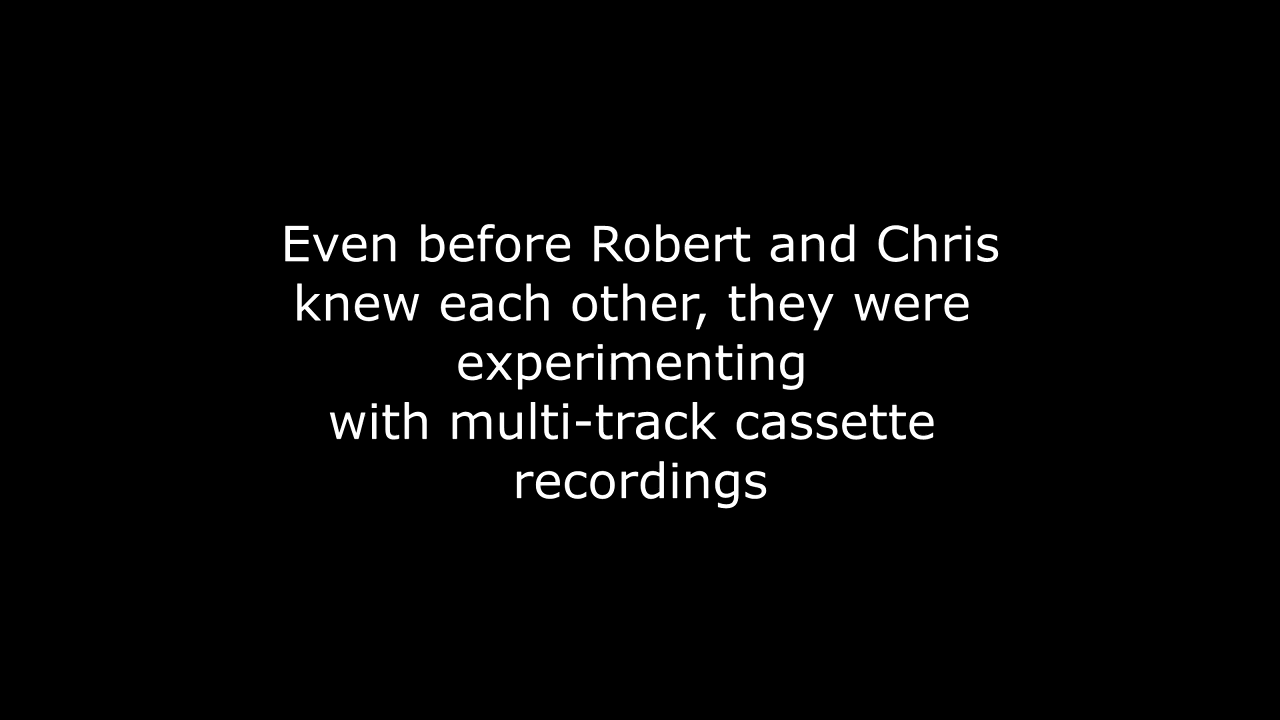 Even before Robert and Chris
knew each other, they were
experimenting
with multi-track cassette
recordings